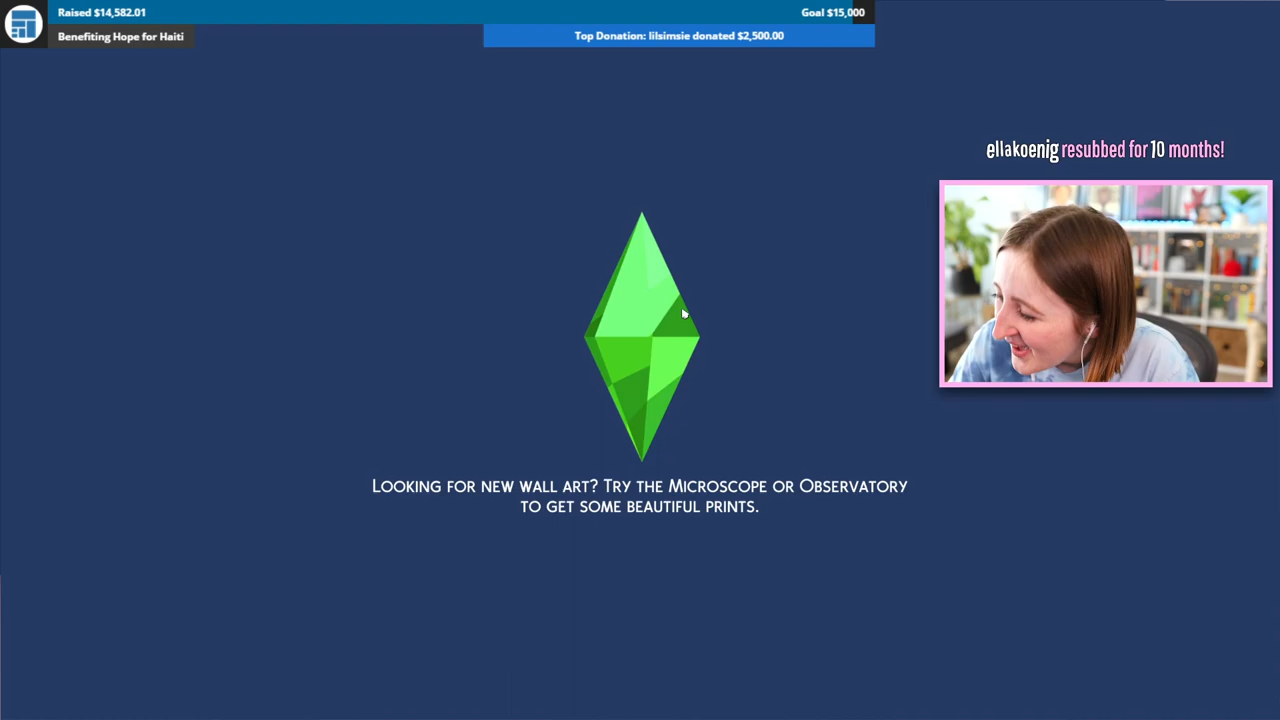 Raised $14,582.01
Goal $15,000
Benefiting Hope for Haiti
Top Donation: lilsimsie donated $2,500.00
ellakoenig resubbed for 10 months!
LOOKING FOR NEW WALL ART? TRY THE MICROSCOPE OR OBSERVATORY
TO GET SOME BEAUTIFUL PRINTS.